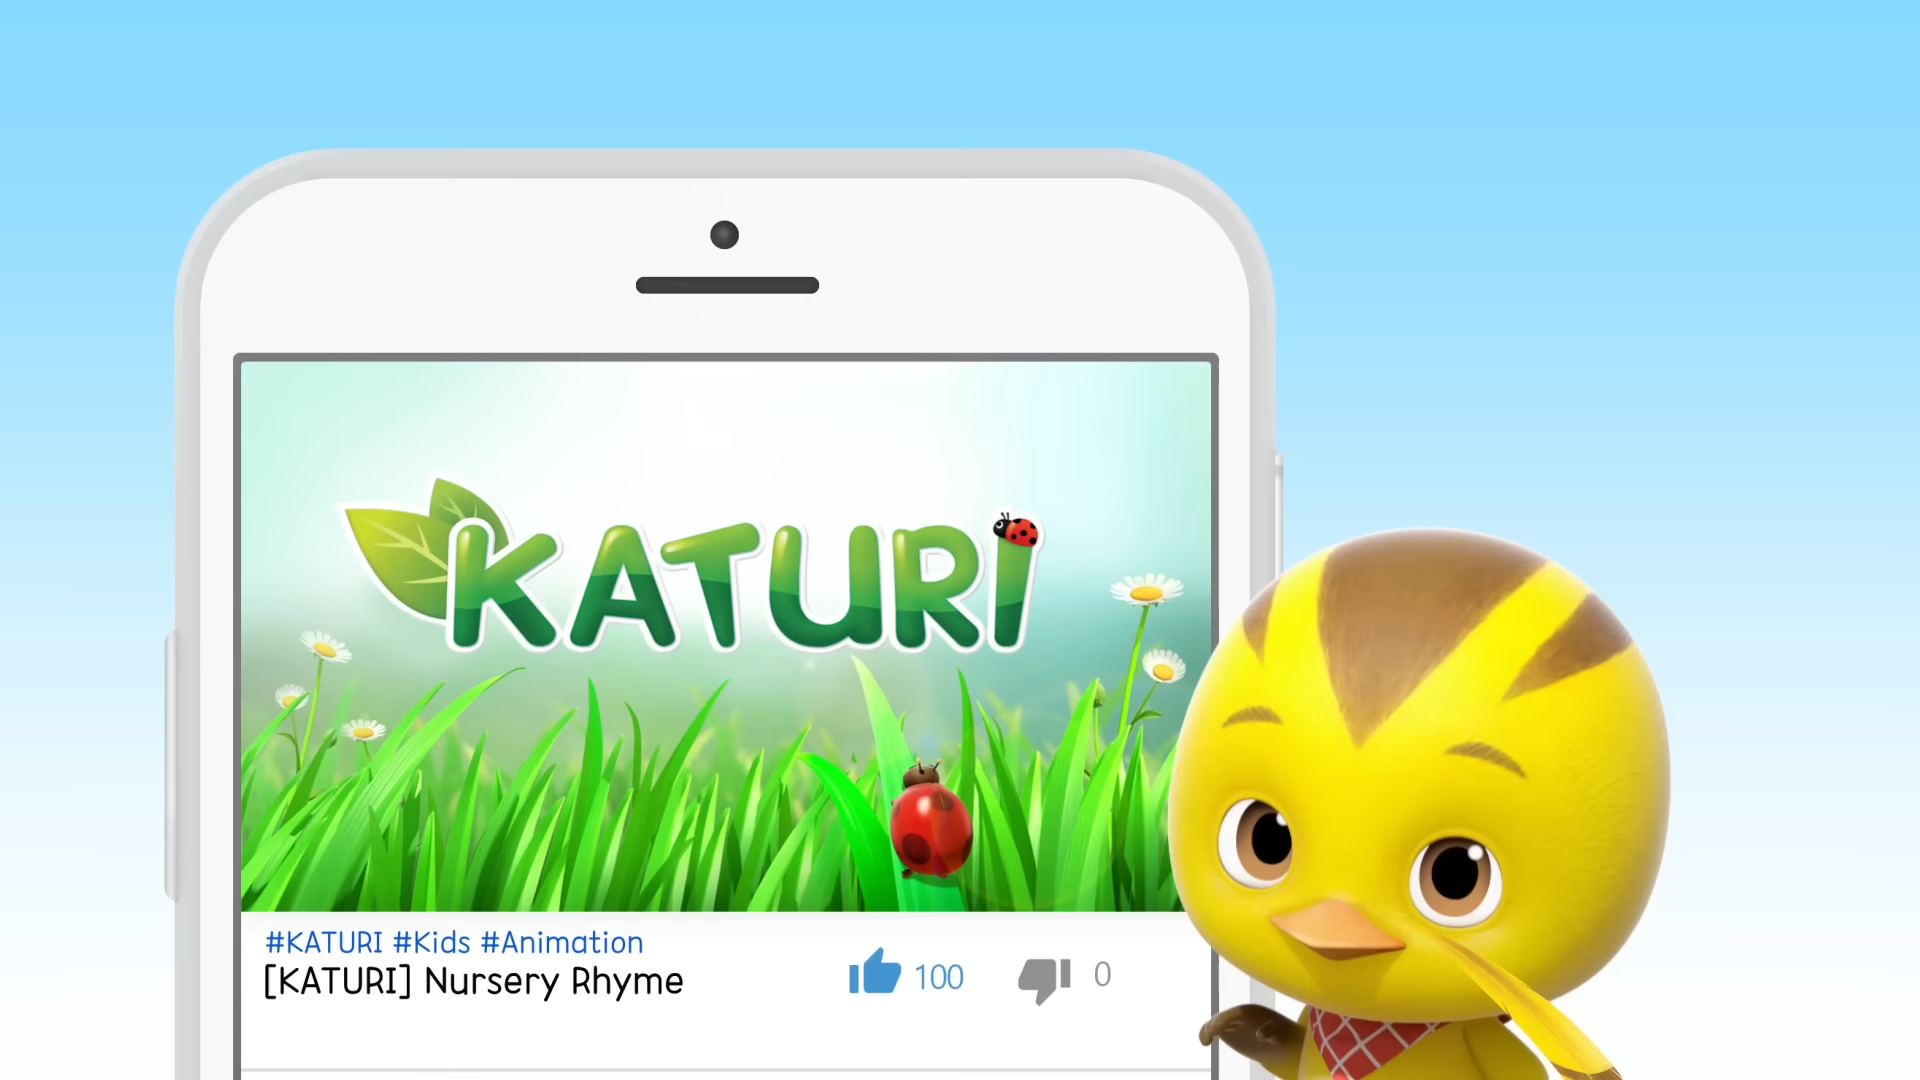 KATURI
#KATURI #Kids #Animation
[KATURI] Nursery Rhyme
100
0